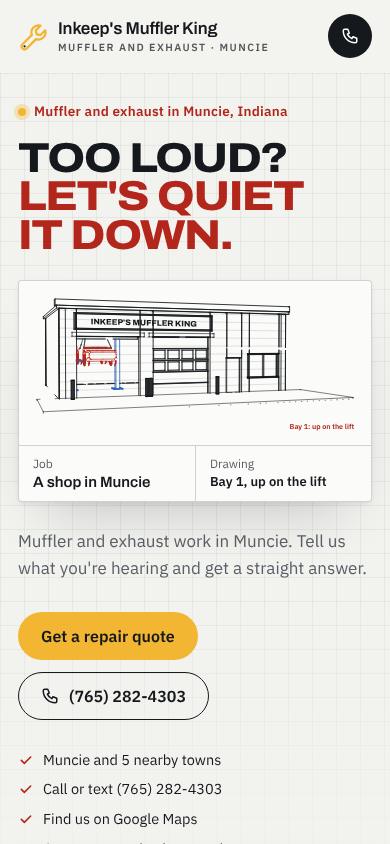 Inkeep's Muffler King
MUFFLER AND EXHAUST · MUNCIE
Muffler and exhaust in Muncie, Indiana
TOO LOUD?
LET'S QUIET
IT DOWN.
INKEEP'S MUFFLER KING
Bay 1: up on the lift
Job
A shop in Muncie
Drawing
Bay 1, up on the lift
Muffler and exhaust work in Muncie. Tell us
what you're hearing and get a straight answer.
Get a repair quote
(765) 282-4303
Muncie and 5 nearby towns
Call or text (765) 282-4303
Find us on Google Maps